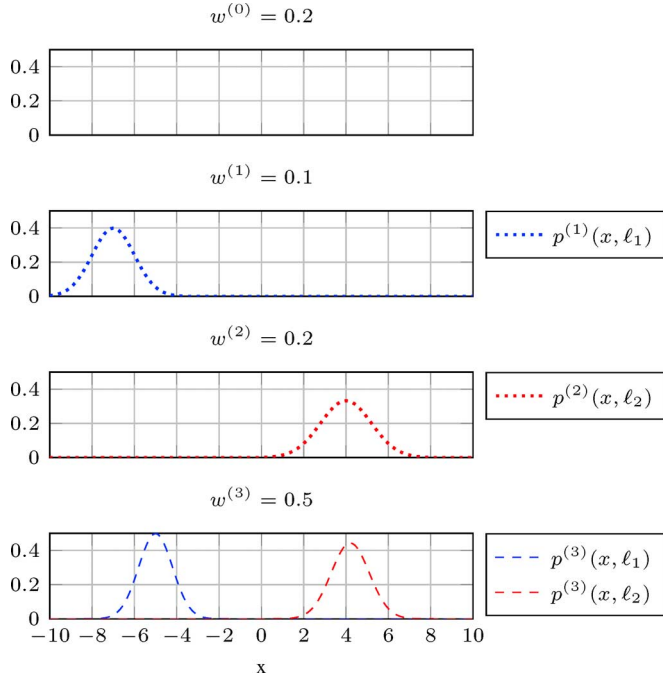 w^(0) = 0.2
0.4
0.2
0
w^(1) = 0.1
0.4
0.2
0
p^(1)(x, ℓ₁)
w^(2) = 0.2
0.4
0.2
0
p^(2)(x, ℓ₂)
w^(3) = 0.5
0.4
0.2
0
p^(3)(x, ℓ₁)
p^(3)(x, ℓ₂)
−10 −8 −6 −4 −2 0 2 4 6 8 10
x